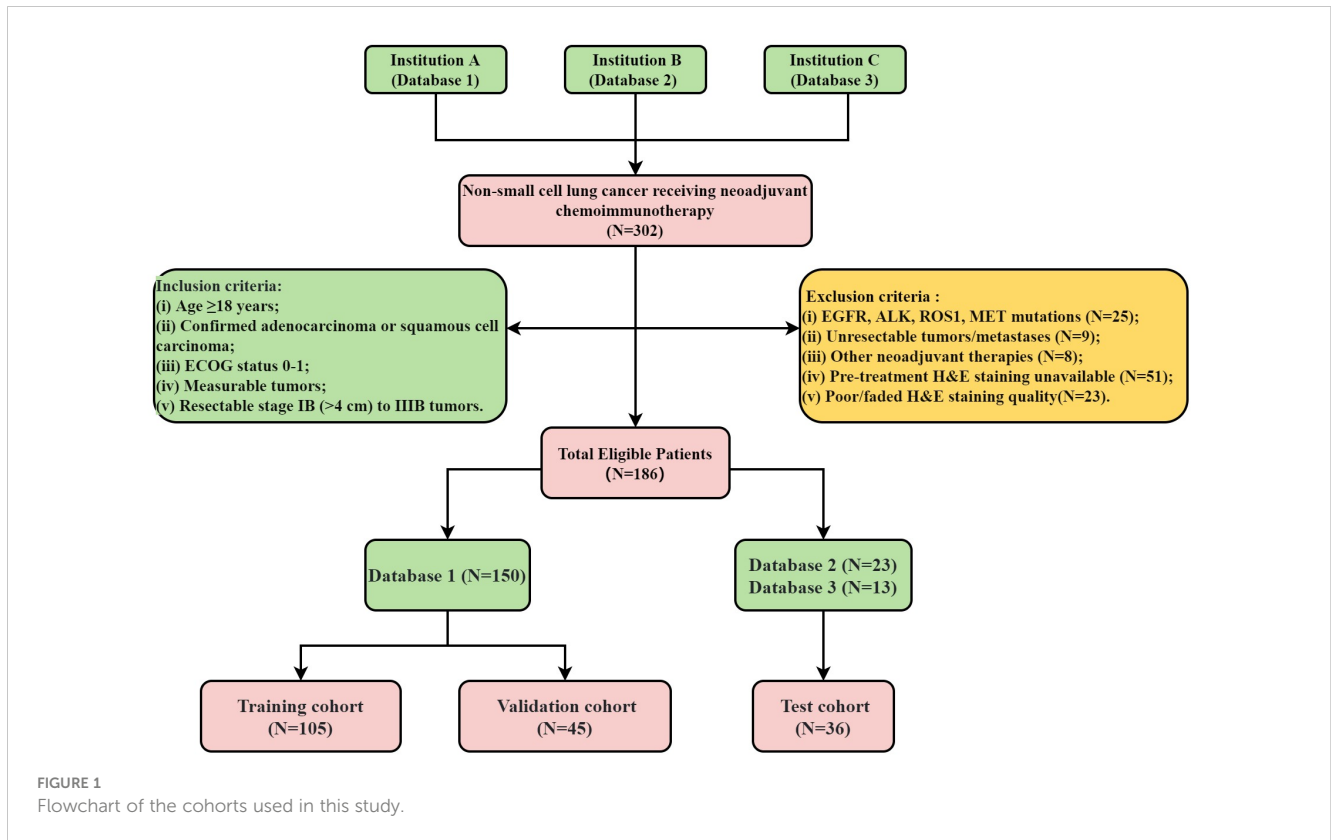 Institution A
(Database 1)
Institution B
(Database 2)
Institution C
(Database 3)
Non-small cell lung cancer receiving neoadjuvant
chemoimmunotherapy
(N=302)
Inclusion criteria:
(i) Age ≥18 years;
(ii) Confirmed adenocarcinoma or squamous cell
carcinoma;
(iii) ECOG status 0-1;
(iv) Measurable tumors;
(v) Resectable stage IB (>4 cm) to IIIB tumors.
Exclusion criteria :
(i) EGFR, ALK, ROS1, MET mutations (N=25);
(ii) Unresectable tumors/metastases (N=9);
(iii) Other neoadjuvant therapies (N=8);
(iv) Pre-treatment H&E staining unavailable (N=51);
(v) Poor/faded H&E staining quality(N=23).
Total Eligible Patients
(N=186)
Database 1 (N=150)
Database 2 (N=23)
Database 3 (N=13)
Training cohort
(N=105)
Validation cohort
(N=45)
Test cohort
(N=36)
FIGURE 1
Flowchart of the cohorts used in this study.